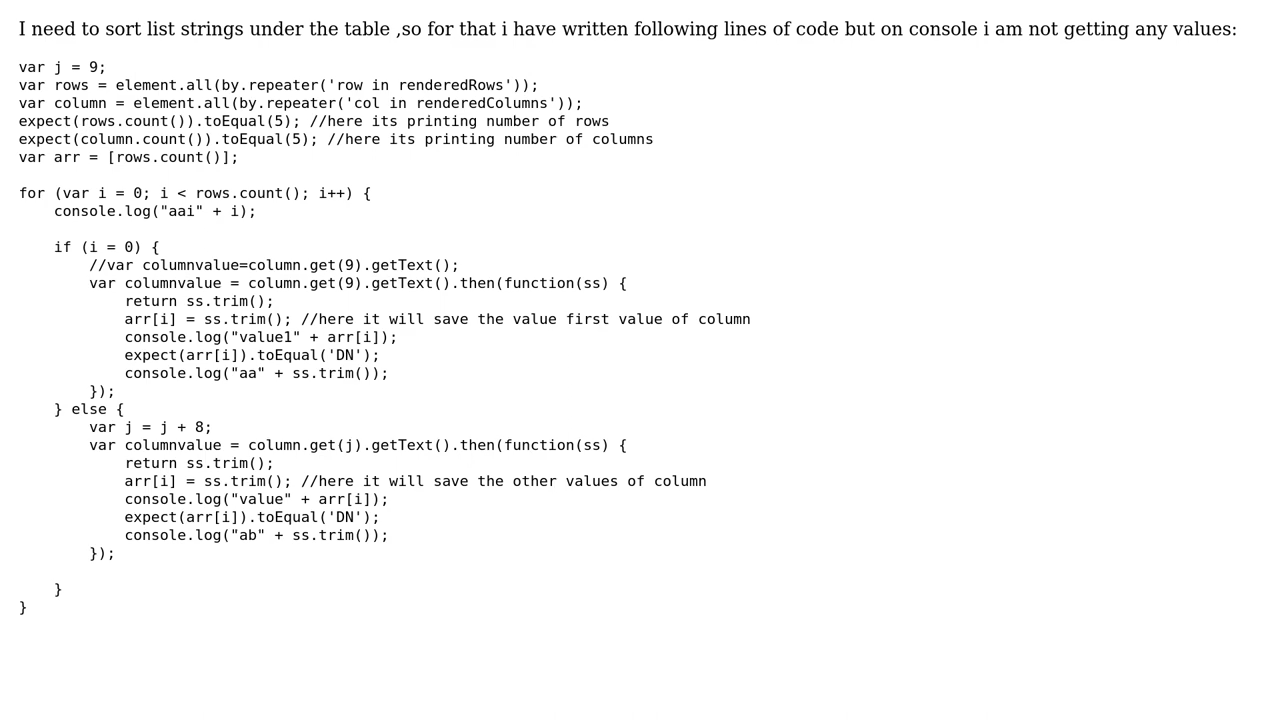 I need to sort list strings under the table ,so for that i have written following lines of code but on console i am not getting any values:
var j = 9;
var rows = element.all(by.repeater('row in renderedRows'));
var column = element.all(by.repeater('col in renderedColumns'));
expect(rows.count()).toEqual(5); //here its printing number of rows
expect(column.count()).toEqual(5); //here its printing number of columns
var arr = [rows.count()];

for (var i = 0; i < rows.count(); i++) {
    console.log("aai" + i);

    if (i = 0) {
        //var columnvalue=column.get(9).getText();
        var columnvalue = column.get(9).getText().then(function(ss) {
            return ss.trim();
            arr[i] = ss.trim(); //here it will save the value first value of column
            console.log("value1" + arr[i]);
            expect(arr[i]).toEqual('DN');
            console.log("aa" + ss.trim());
        });
    } else {
        var j = j + 8;
        var columnvalue = column.get(j).getText().then(function(ss) {
            return ss.trim();
            arr[i] = ss.trim(); //here it will save the other values of column
            console.log("value" + arr[i]);
            expect(arr[i]).toEqual('DN');
            console.log("ab" + ss.trim());
        });

    }
}